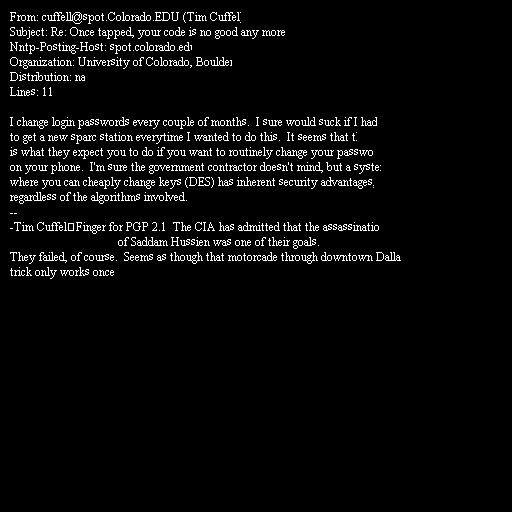 From: cuffell@spot.Colorado.EDU (Tim Cuffel
Subject: Re: Once tapped, your code is no good any more
Nntp-Posting-Host: spot.colorado.edu
Organization: University of Colorado, Boulder
Distribution: na
Lines: 11

I change login passwords every couple of months. I sure would suck if I had
to get a new sparc station everytime I wanted to do this. It seems that t
is what they expect you to do if you want to routinely change your passwo
on your phone. I'm sure the government contractor doesn't mind, but a syste
where you can cheaply change keys (DES) has inherent security advantages,
regardless of the algorithms involved.
--
-Tim Cuffel Finger for PGP 2.1 The CIA has admitted that the assassinatio
of Saddam Hussien was one of their goals.
They failed, of course. Seems as though that motorcade through downtown Dalla
trick only works once